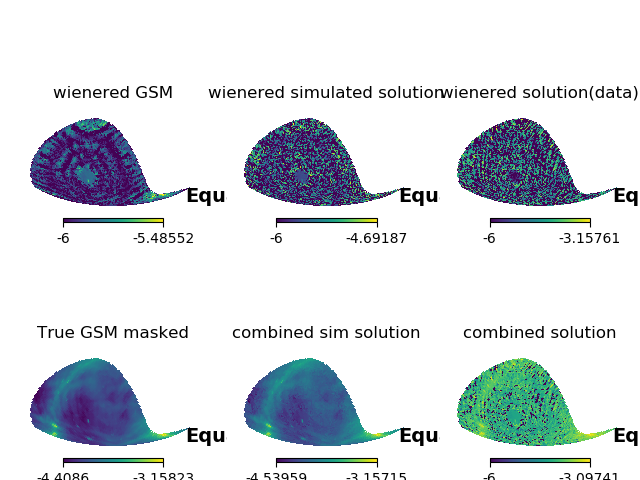 wienered GSM
wienered simulated solution
wienered solution(data)
Equ
Equ
Eq
-6
-5.48552
-6
-4.69187
-6
-3.15761
True GSM masked
combined sim solution
combined solution
Equ
Equ
Eq
-4.4086
-3.15823
-4.53959
-3.15715
-6
-3.09741